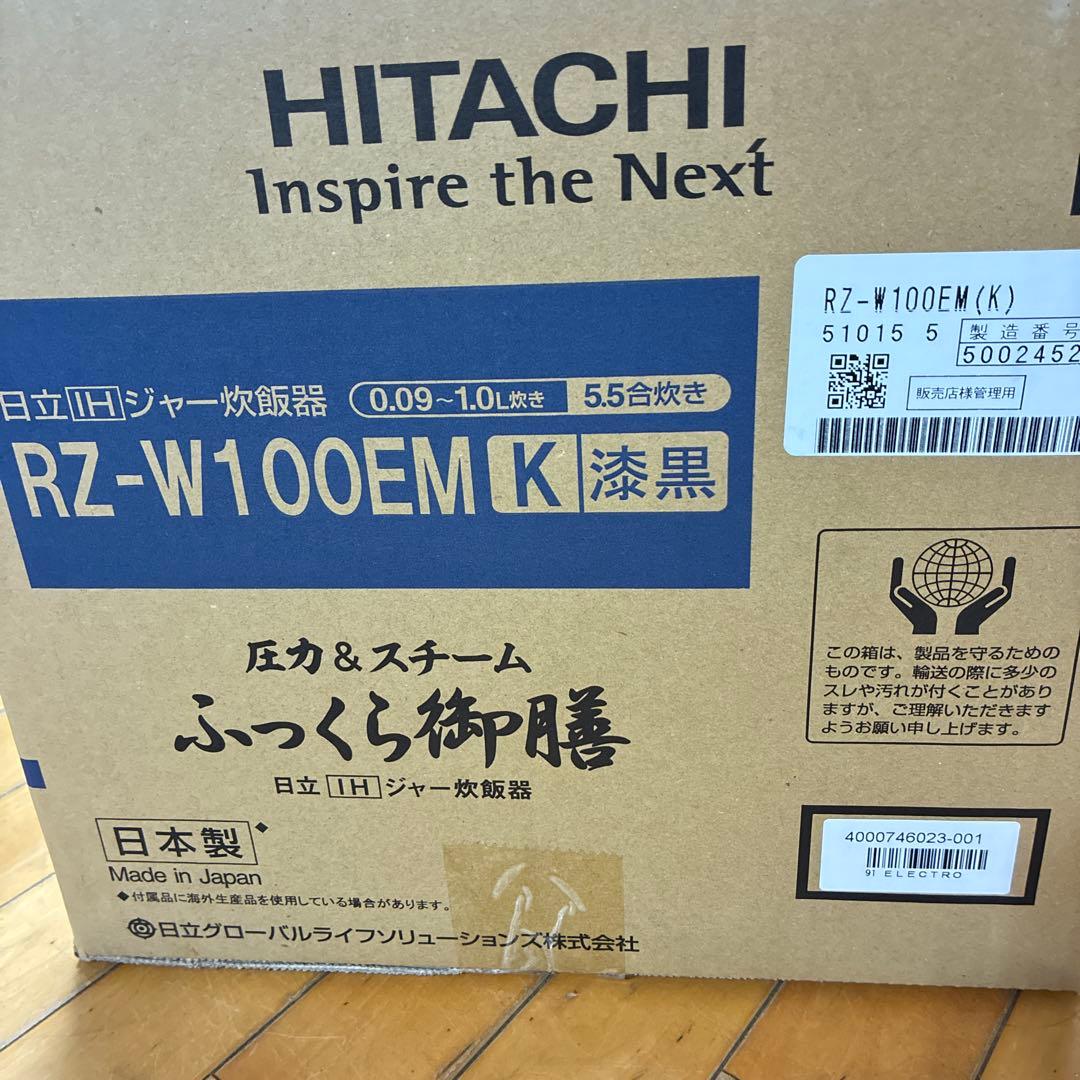 HITACHI
Inspire the Next
日立IHジャー炊飯器 0.09~1.0L炊き 5.5合炊き
RZ-W100EM K 漆黒
圧力&スチーム
ふっくら御膳
日立IHジャー炊飯器
日本製◆
Made in Japan
◆付属品に海外生産品を使用している場合があります。
日立グローバルライフソリューションズ株式会社
RZ-W100EM(K)
51015 5 製造番号
5002452
販売店様管理用
この箱は、製品を守るための
ものです。輸送の際に多少の
スレや汚れが付くことがあり
ますが、ご理解いただきます
ようお願い申し上げます。
4000746023-001
91 ELECTRO